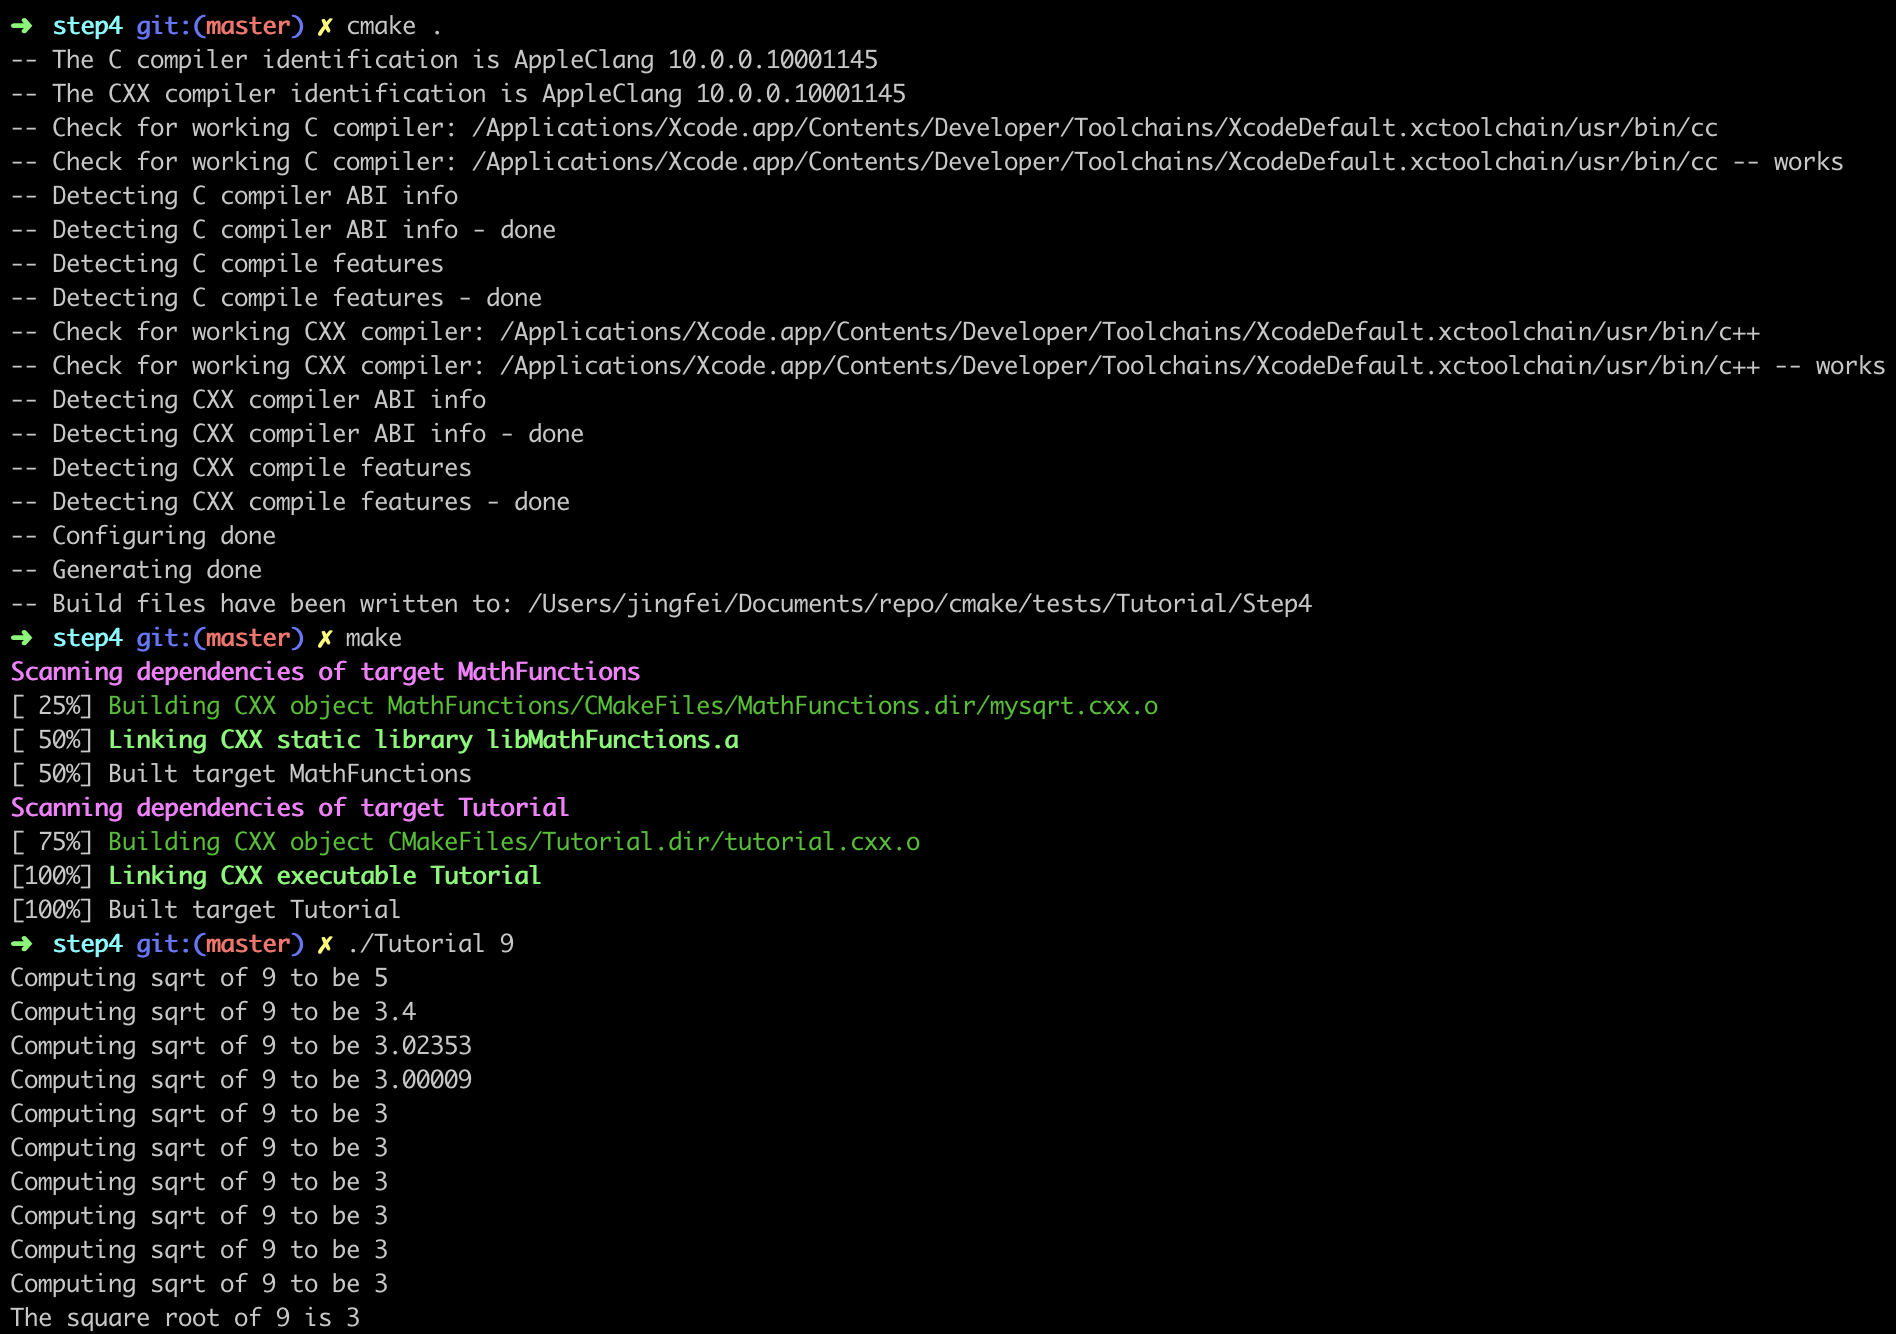 ➜  step4 git:(master) ✗ cmake .
-- The C compiler identification is AppleClang 10.0.0.10001145
-- The CXX compiler identification is AppleClang 10.0.0.10001145
-- Check for working C compiler: /Applications/Xcode.app/Contents/Developer/Toolchains/XcodeDefault.xctoolchain/usr/bin/cc
-- Check for working C compiler: /Applications/Xcode.app/Contents/Developer/Toolchains/XcodeDefault.xctoolchain/usr/bin/cc -- works
-- Detecting C compiler ABI info
-- Detecting C compiler ABI info - done
-- Detecting C compile features
-- Detecting C compile features - done
-- Check for working CXX compiler: /Applications/Xcode.app/Contents/Developer/Toolchains/XcodeDefault.xctoolchain/usr/bin/c++
-- Check for working CXX compiler: /Applications/Xcode.app/Contents/Developer/Toolchains/XcodeDefault.xctoolchain/usr/bin/c++ -- works
-- Detecting CXX compiler ABI info
-- Detecting CXX compiler ABI info - done
-- Detecting CXX compile features
-- Detecting CXX compile features - done
-- Configuring done
-- Generating done
-- Build files have been written to: /Users/jingfei/Documents/repo/cmake/tests/Tutorial/Step4
➜  step4 git:(master) ✗ make
Scanning dependencies of target MathFunctions
[ 25%] Building CXX object MathFunctions/CMakeFiles/MathFunctions.dir/mysqrt.cxx.o
[ 50%] Linking CXX static library libMathFunctions.a
[ 50%] Built target MathFunctions
Scanning dependencies of target Tutorial
[ 75%] Building CXX object CMakeFiles/Tutorial.dir/tutorial.cxx.o
[100%] Linking CXX executable Tutorial
[100%] Built target Tutorial
➜  step4 git:(master) ✗ ./Tutorial 9
Computing sqrt of 9 to be 5
Computing sqrt of 9 to be 3.4
Computing sqrt of 9 to be 3.02353
Computing sqrt of 9 to be 3.00009
Computing sqrt of 9 to be 3
Computing sqrt of 9 to be 3
Computing sqrt of 9 to be 3
Computing sqrt of 9 to be 3
Computing sqrt of 9 to be 3
Computing sqrt of 9 to be 3
The square root of 9 is 3